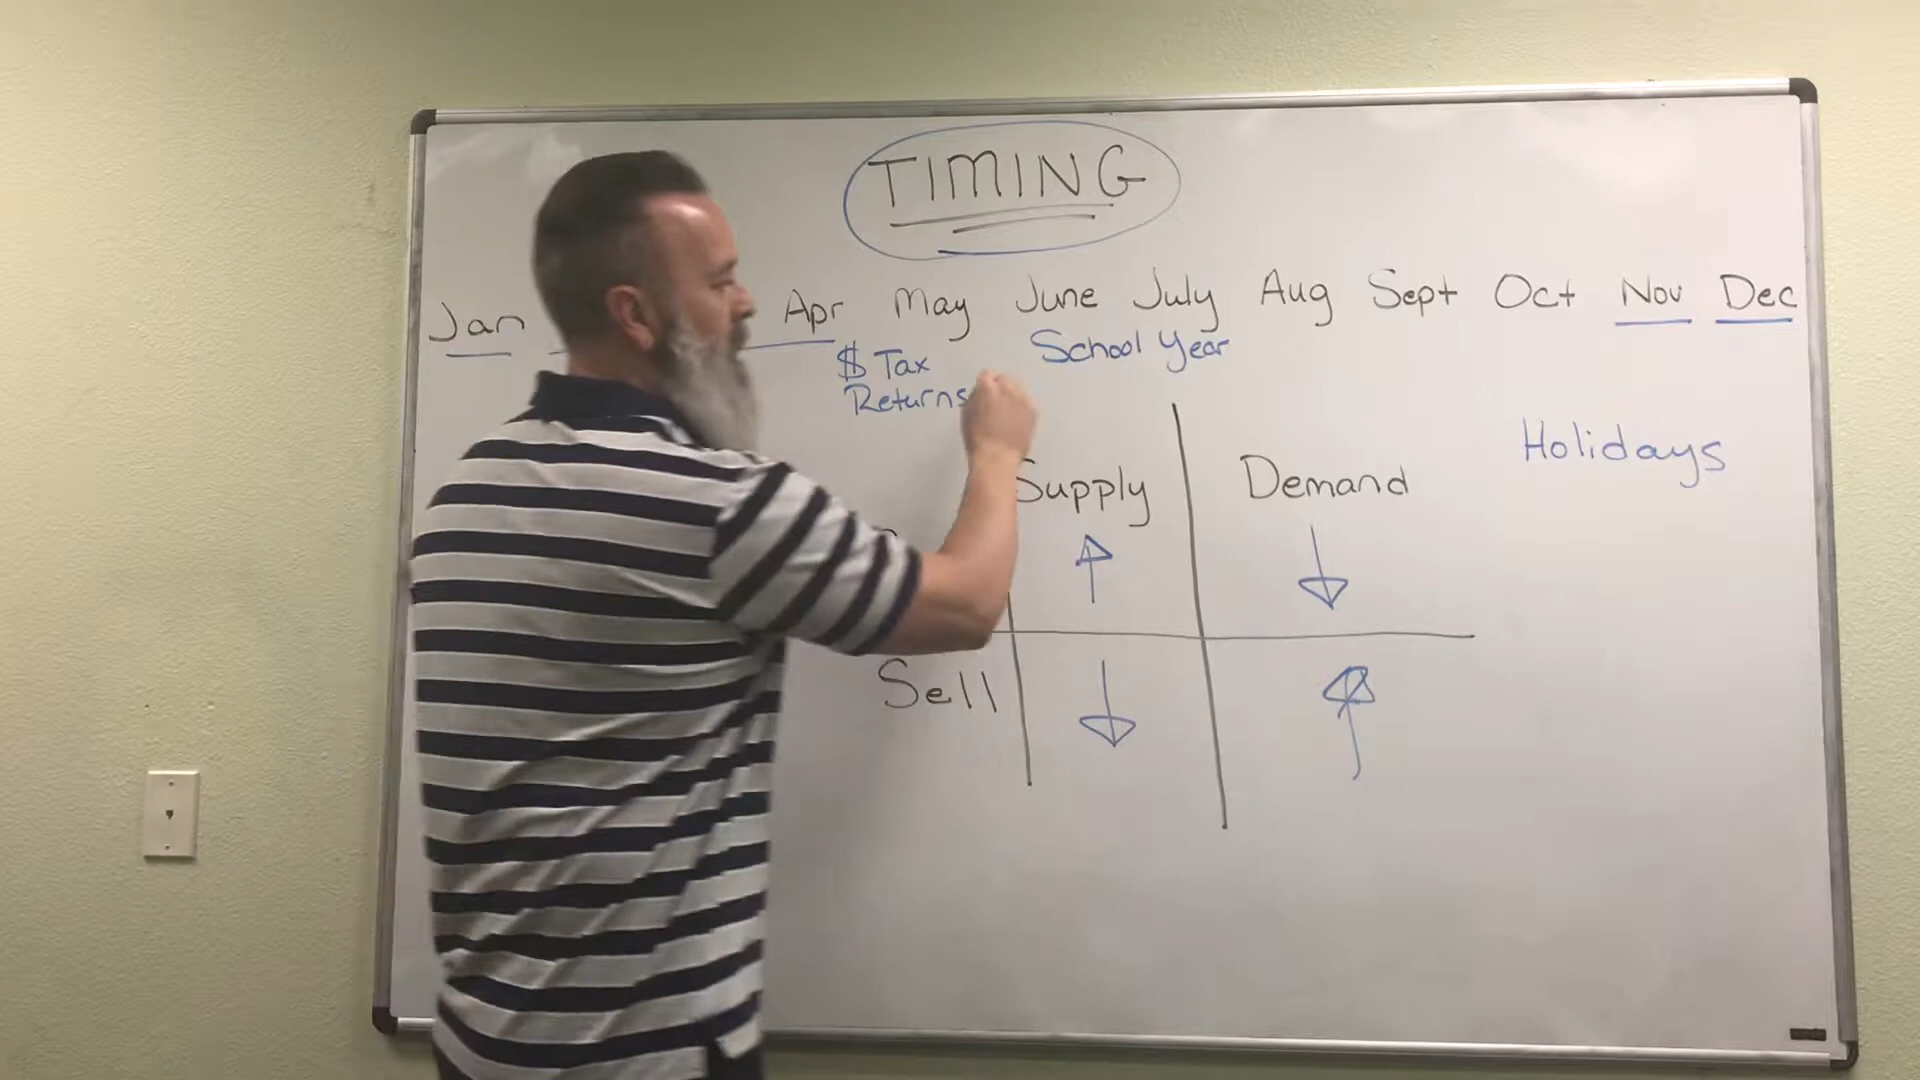 TIMING
Jan Apr May June July Aug Sept Oct Nov Dec
$ Tax
Returns
School Year
Holidays
Supply Demand
Sell